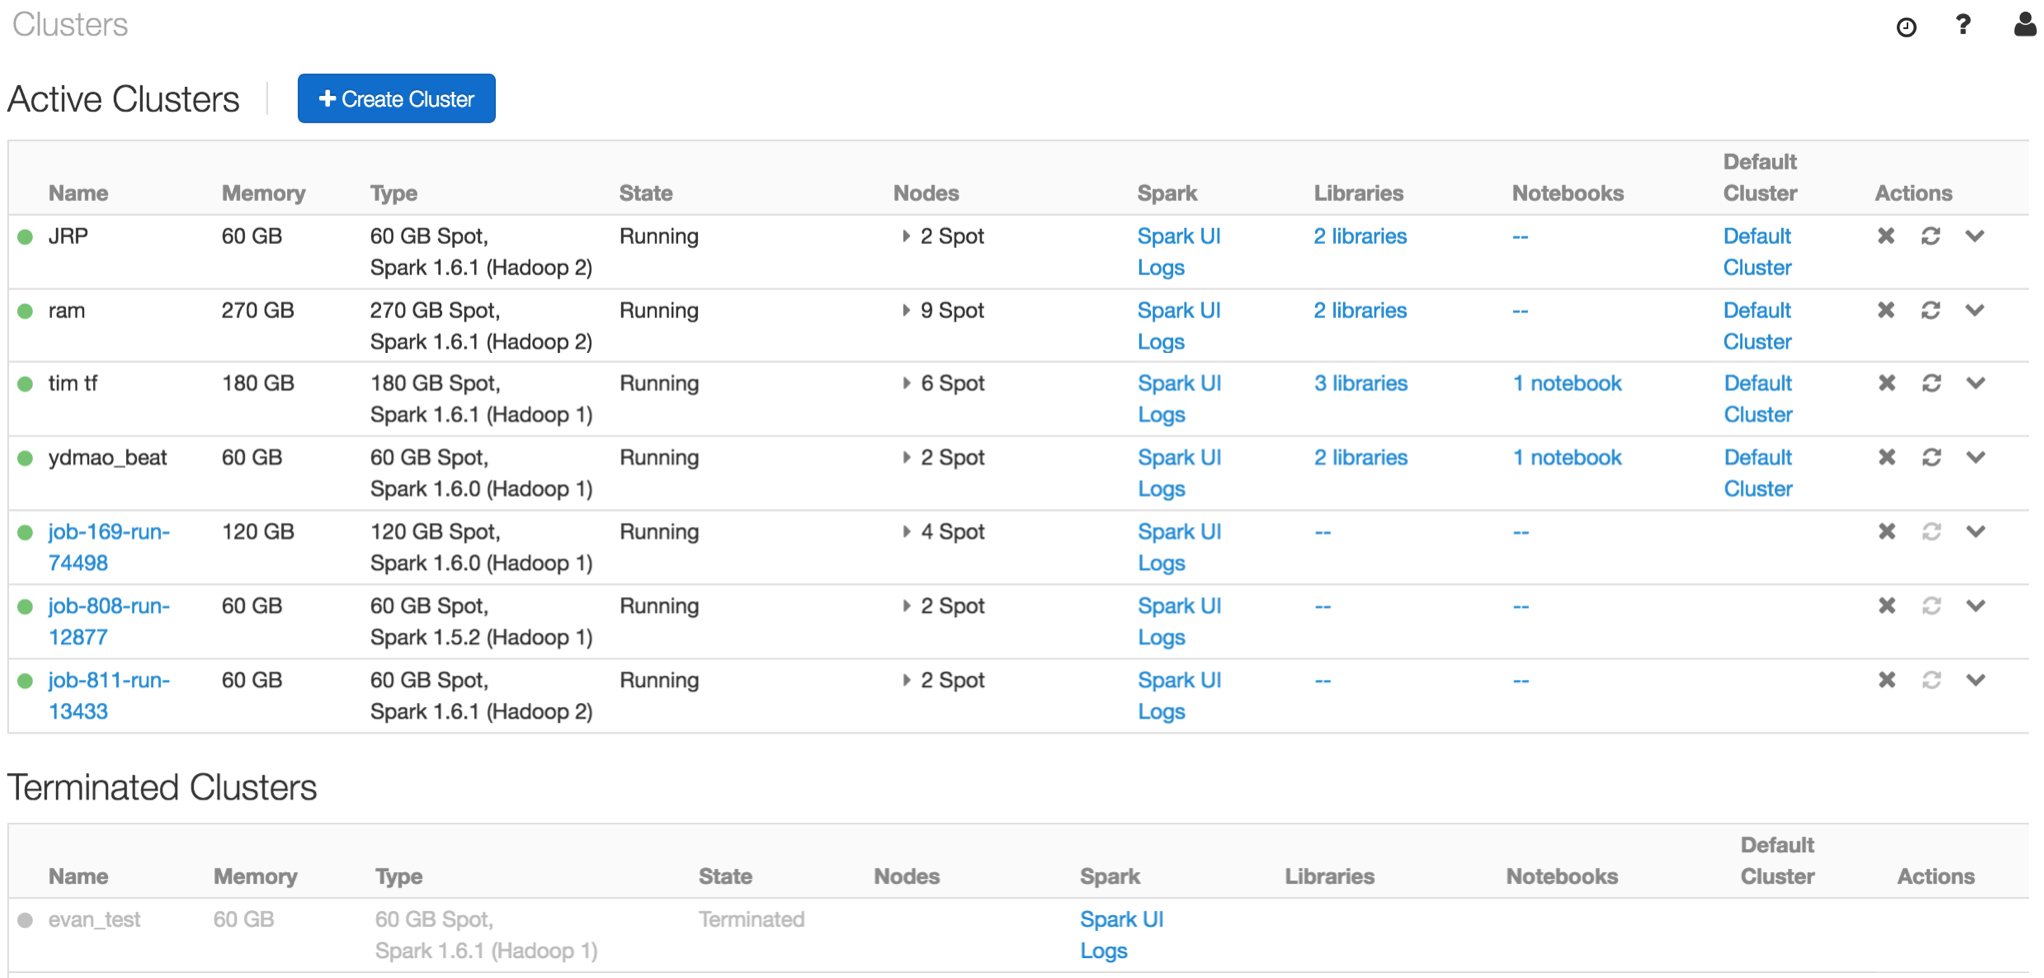 Clusters
?
Active Clusters
Create Cluster
Default
Name Memory Type State Nodes Spark Libraries Notebooks Cluster Actions
JRP 60 GB 60 GB Spot, Running 2 Spot Spark UI 2 libraries -- Default
Spark 1.6.1 (Hadoop 2) Logs Cluster
ram 270 GB 270 GB Spot, Running 9 Spot Spark UI 2 libraries -- Default
Spark 1.6.1 (Hadoop 2) Logs Cluster
tim tf 180 GB 180 GB Spot, Running 6 Spot Spark UI 3 libraries 1 notebook Default
Spark 1.6.1 (Hadoop 1) Logs Cluster
ydmao_beat 60 GB 60 GB Spot, Running 2 Spot Spark UI 2 libraries 1 notebook Default
Spark 1.6.0 (Hadoop 1) Logs Cluster
job-169-run- 120 GB 120 GB Spot, Running 4 Spot Spark UI -- --
74498 Spark 1.6.0 (Hadoop 1) Logs
job-808-run- 60 GB 60 GB Spot, Running 2 Spot Spark UI -- --
12877 Spark 1.5.2 (Hadoop 1) Logs
job-811-run- 60 GB 60 GB Spot, Running 2 Spot Spark UI -- --
13433 Spark 1.6.1 (Hadoop 2) Logs
Terminated Clusters
Default
Name Memory Type State Nodes Spark Libraries Notebooks Cluster Actions
evan_test 60 GB 60 GB Spot, Terminated Spark UI
Spark 1.6.1 (Hadoop 1) Logs